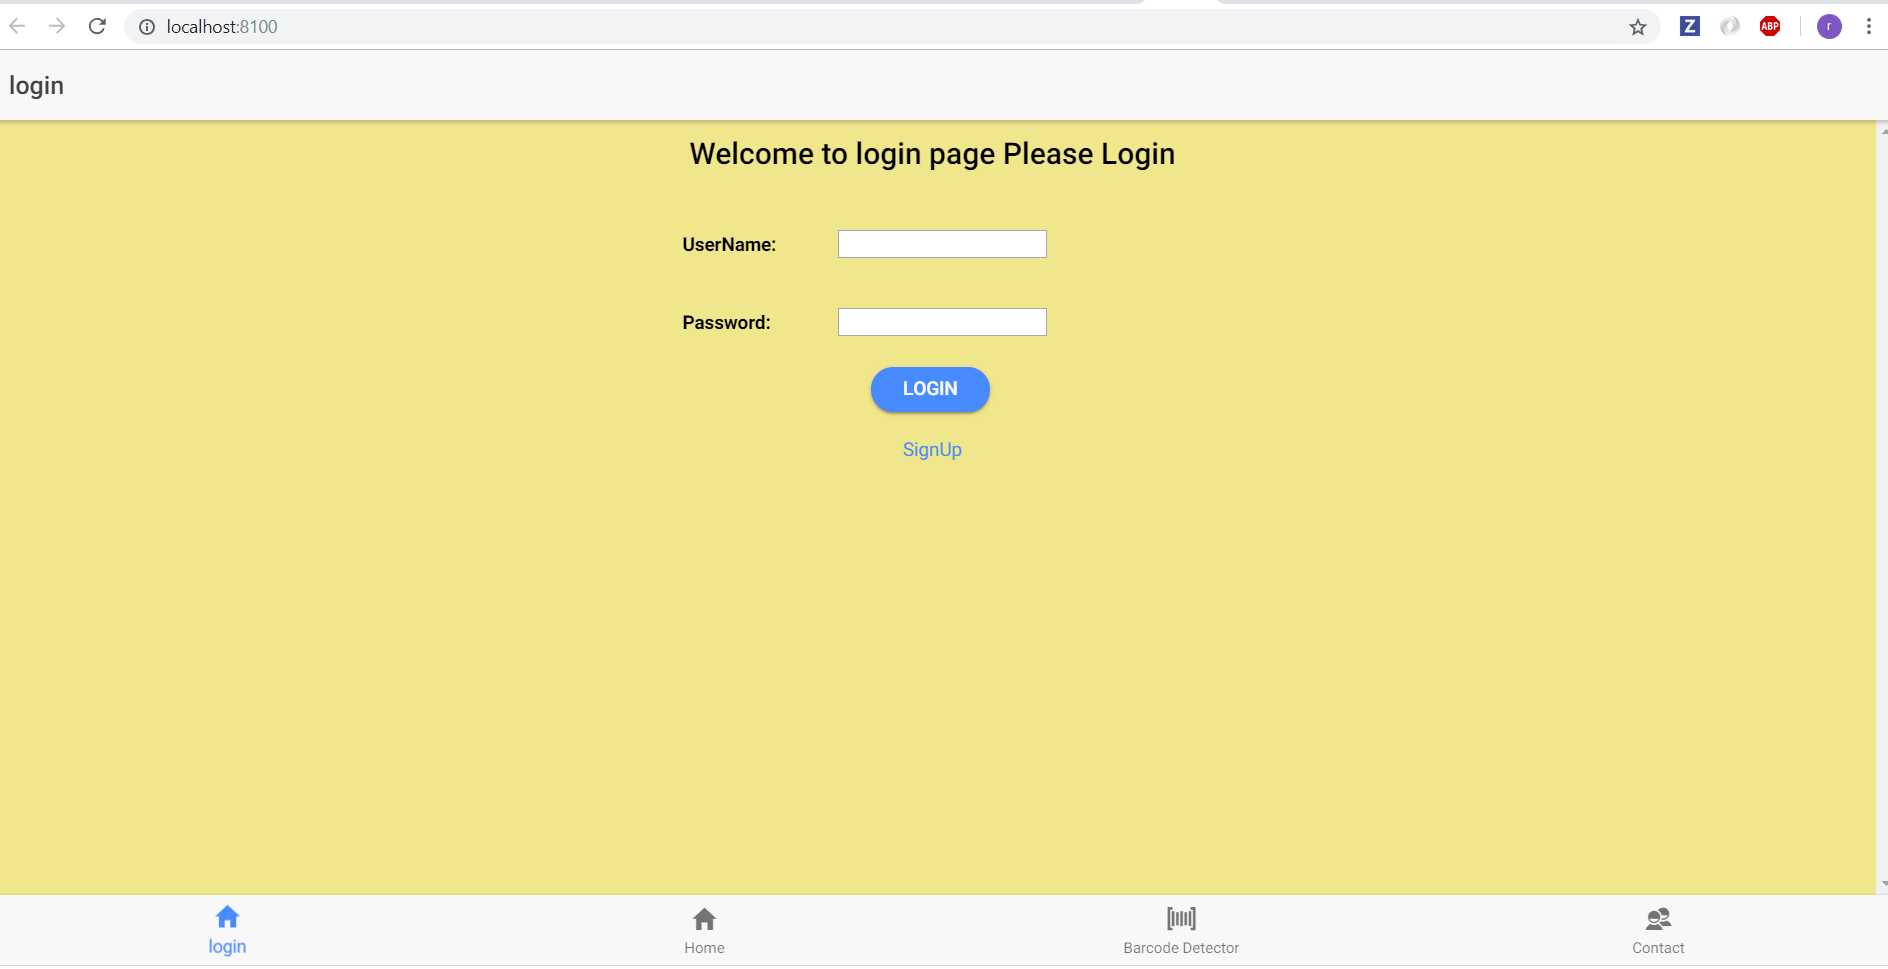 localhost:8100
Z
ABP
r
login
Welcome to login page Please Login
UserName:
Password:
LOGIN
SignUp
login
Home
Barcode Detector
Contact